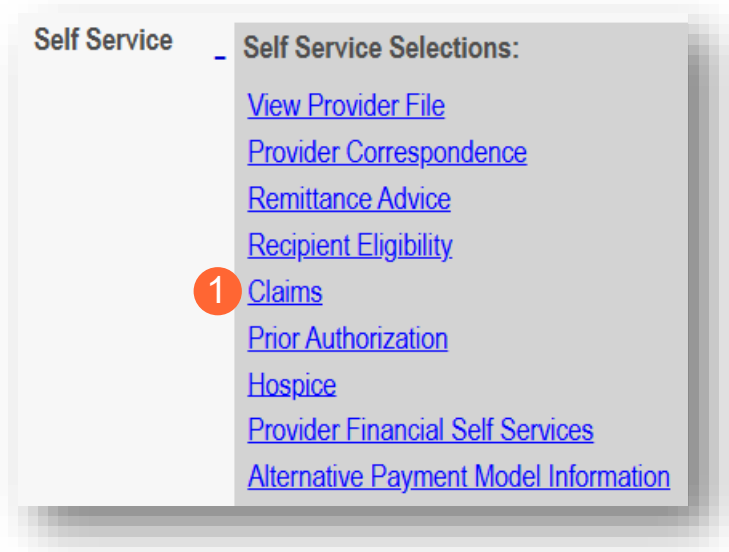 Self Service
Self Service Selections:
View Provider File
Provider Correspondence
Remittance Advice
Recipient Eligibility
1 Claims
Prior Authorization
Hospice
Provider Financial Self Services
Alternative Payment Model Information